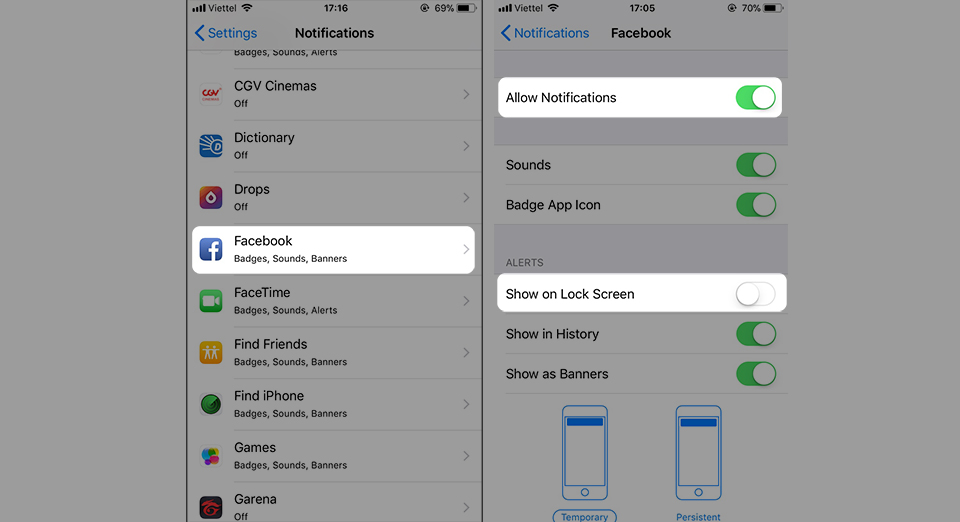 Viettel 17:16 69%
Settings Notifications
Badges, Sounds, Alerts
CGV
CGV Cinemas
Off
Dictionary
Off
Drops
Off
Facebook
Badges, Sounds, Banners
FaceTime
Badges, Sounds, Alerts
Find Friends
Badges, Sounds, Banners
Find iPhone
Badges, Sounds, Banners
Games
Badges, Sounds, Banners
Garena
Off
Viettel 17:05 70%
Notifications Facebook
Allow Notifications
Sounds
Badge App Icon
ALERTS
Show on Lock Screen
Show in History
Show as Banners
Temporary Persistent